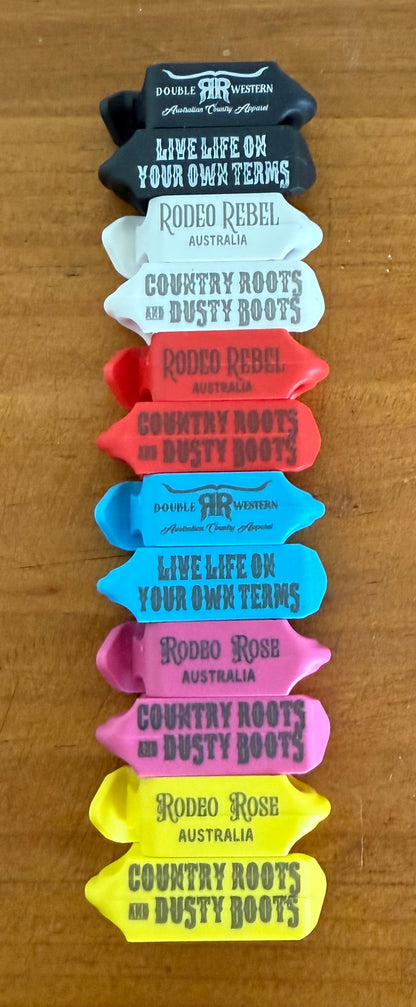 DOUBLE RR WESTERN
Australian Country Apparel
LIVE LIFE ON
YOUR OWN TERMS
RODEO REBEL
AUSTRALIA
COUNTRY ROOTS
AND DUSTY BOOTS
RODEO REBEL
AUSTRALIA
COUNTRY ROOTS
AND DUSTY BOOTS
DOUBLE RR WESTERN
Australian Country Apparel
LIVE LIFE ON
YOUR OWN TERMS
RODEO ROSE
AUSTRALIA
COUNTRY ROOTS
AND DUSTY BOOTS
RODEO ROSE
AUSTRALIA
COUNTRY ROOTS
AND DUSTY BOOTS